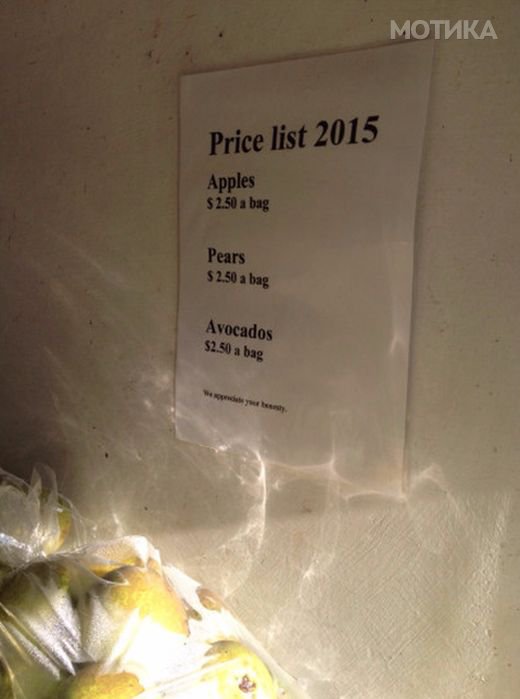 МОТИКА
Price list 2015
Apples
$ 2.50 a bag
Pears
$ 2.50 a bag
Avocados
$2.50 a bag
We appreciate your honesty.